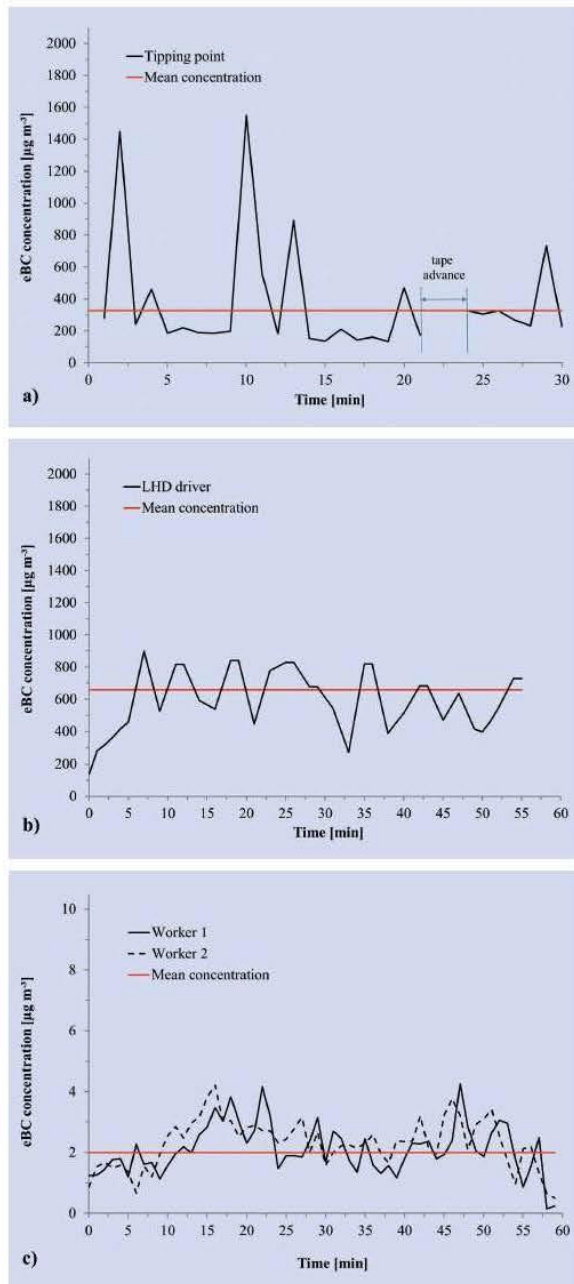 2000
1800
1600
1400
1200
1000
800
600
400
200
0
eBC concentration [µg m⁻³]
Tipping point
Mean concentration
tape
advance
0 5 10 15 20 25 30
Time [min]
a)
2000
1800
1600
1400
1200
1000
800
600
400
200
0
eBC concentration [µg m⁻³]
LHD driver
Mean concentration
0 5 10 15 20 25 30 35 40 45 50 55 60
Time [min]
b)
10
8
6
4
2
0
eBC concentration [µg m⁻³]
Worker 1
Worker 2
Mean concentration
0 5 10 15 20 25 30 35 40 45 50 55 60
Time [min]
c)